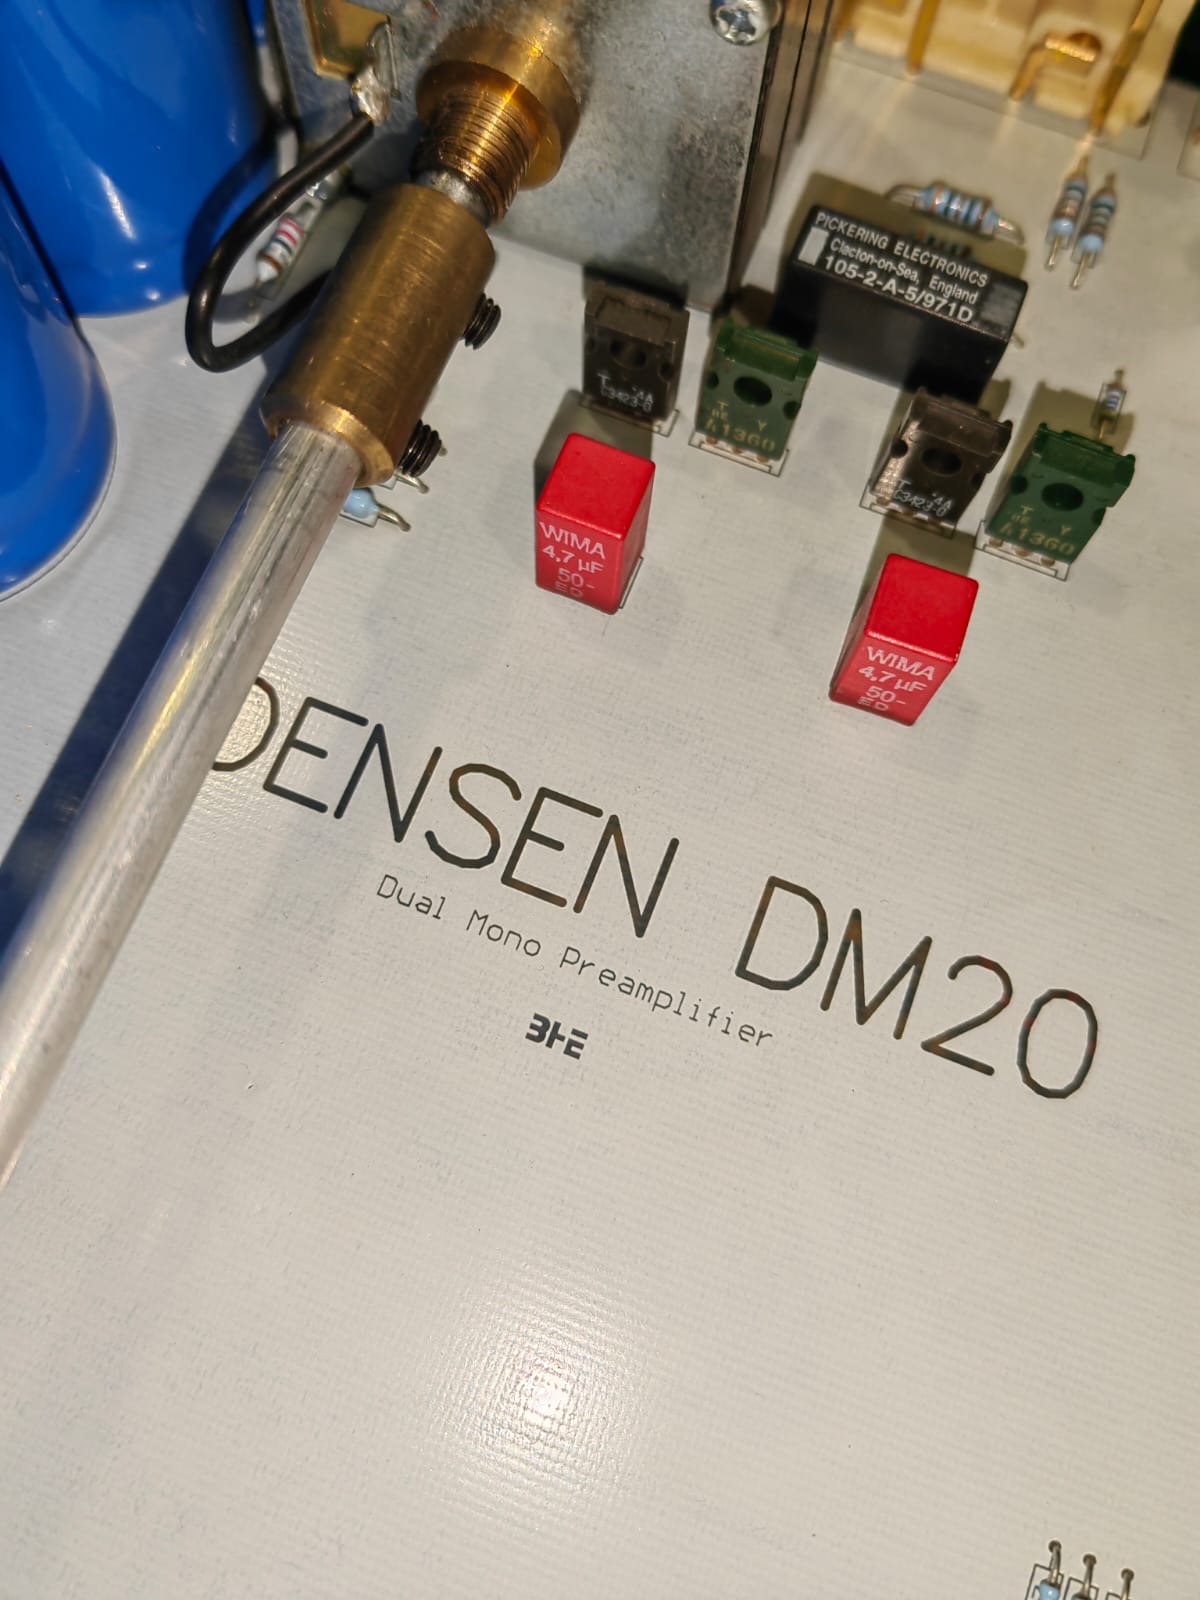 PICKERING ELECTRONICS
Clacton-on-Sea, England
105-2-A-5/971D
WIMA
4,7 µF
50-
WIMA
4,7 µF
50-
DENSEN DM20
Dual Mono Preamplifier